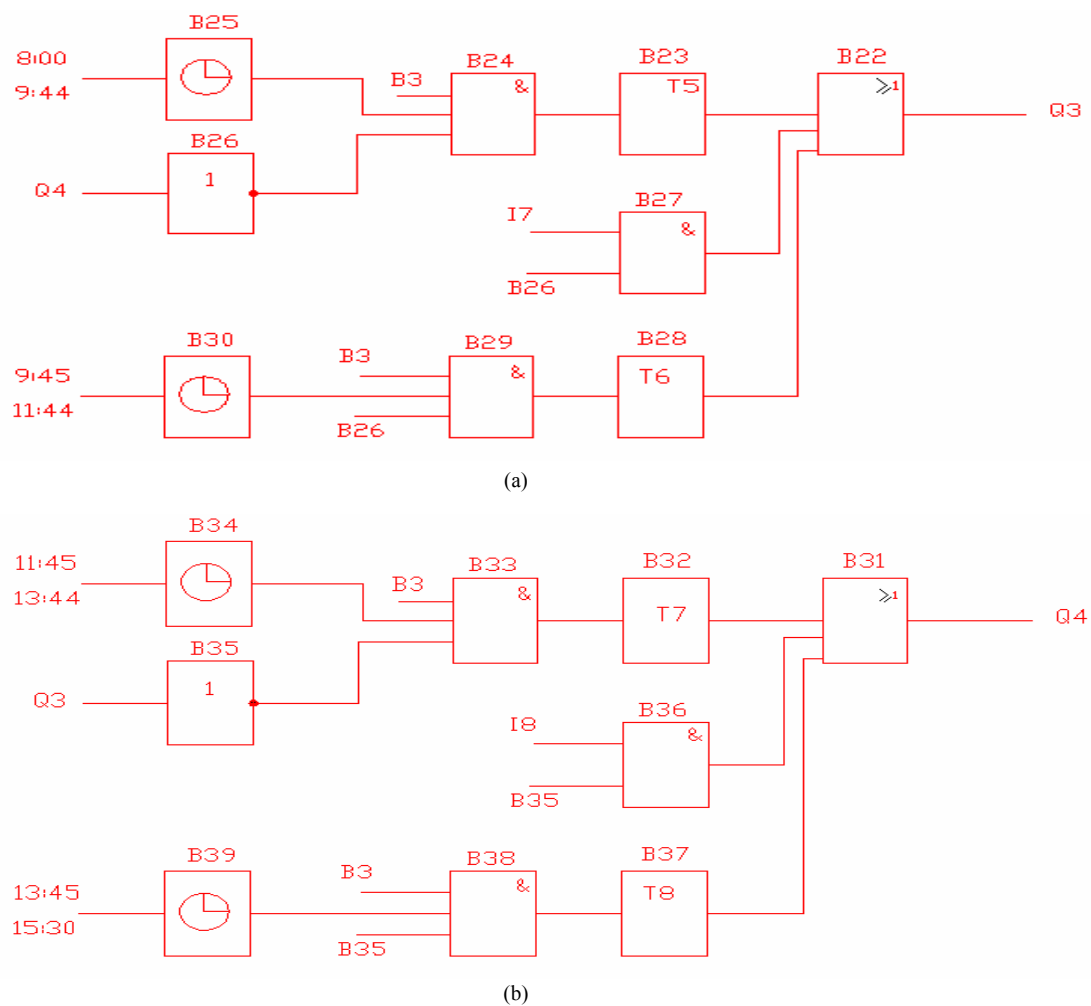 B25
8:00
9:44
B24
B23
B22
B3
&
T5
≥1
Q3
B26
Q4
1
B27
I7
&
B26
B30
B29
B28
9:45
11:44
B3
&
T6
B26
(a)
B34
11:45
13:44
B33
B32
B31
B3
&
T7
≥1
Q4
B35
Q3
1
B36
I8
&
B35
B39
B38
B37
13:45
15:30
B3
&
T8
B35
(b)